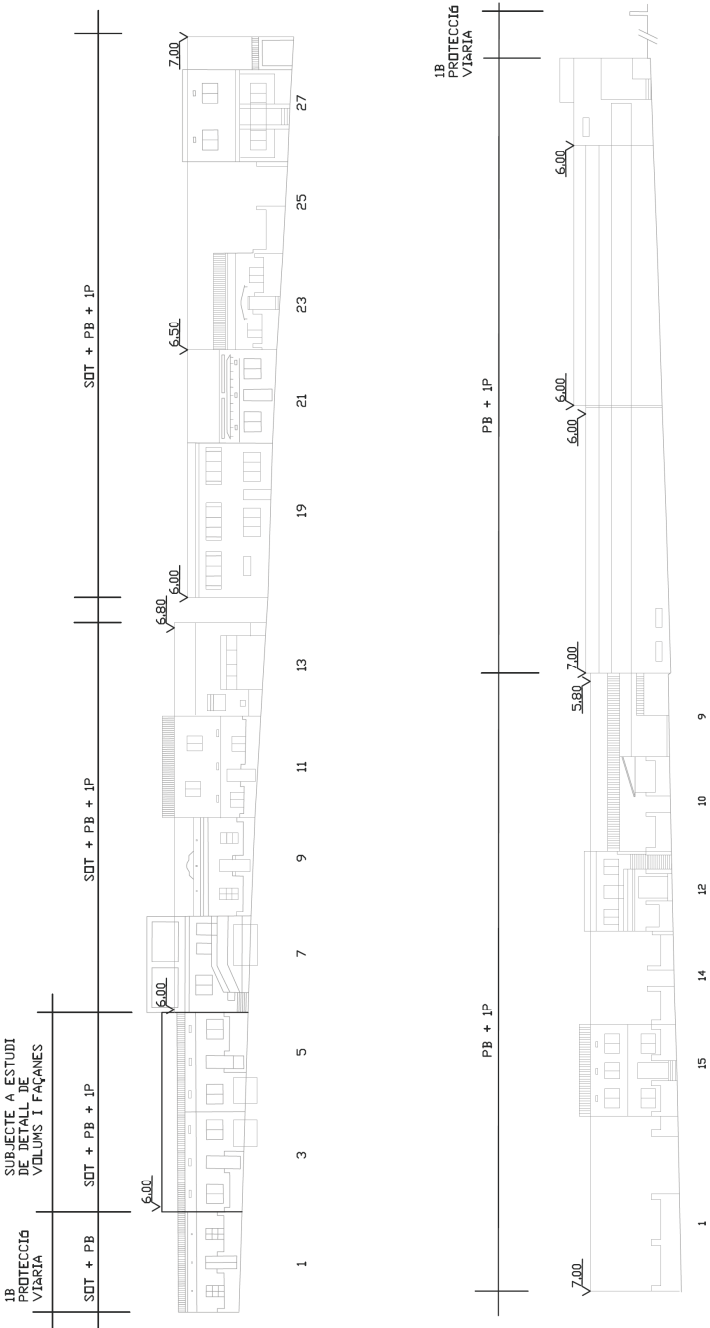 1B
PROTECCIó
VIàRIA
SUBJECTE A ESTUDI
DE DETALL DE
VOLUMS I FAÇANES
SOT + PB
SOT + PB + 1P
SOT + PB + 1P
SOT + PB + 1P
6.00
6.00
6.80
6.00
6.50
7.00
1
3
5
7
9
11
13
19
21
23
25
27
1B
PROTECCIó
VIàRIA
PB + 1P
PB + 1P
7.00
5.80
7.00
6.00
6.00
6.00
1
15
14
12
10
9